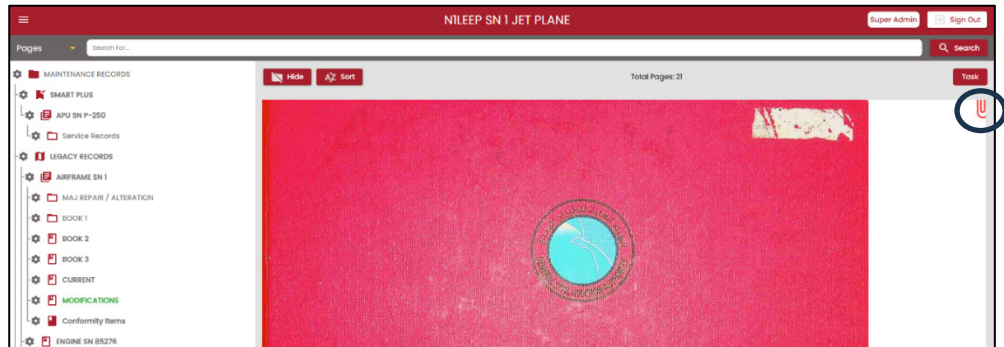 N1LEEP SN 1 JET PLANE
Super Admin
Sign Out
Pages
Search For...
Search
MAINTENANCE RECORDS
SMART PLUS
APU SN P-250
Service Records
LEGACY RECORDS
AIRFRAME SN 1
MAJ REPAIR / ALTERATION
BOOK 1
BOOK 2
BOOK 3
CURRENT
MODIFICATIONS
Conformity Items
ENGINE SN 85276
Hide
AZ Sort
Total Pages: 21
Task